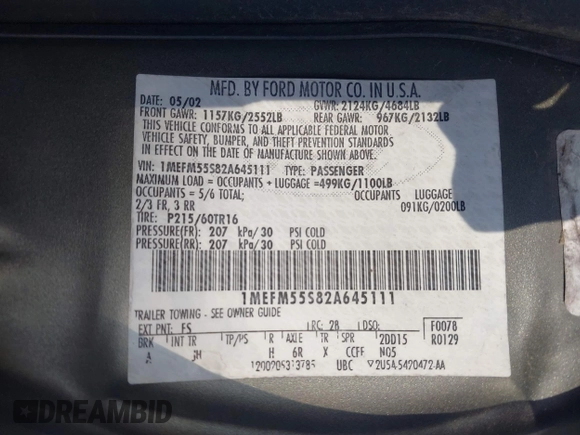 MFD. BY FORD MOTOR CO. IN U.S.A.
DATE: 05/02 GVWR: 2124KG/4684LB
FRONT GAWR: 1157KG/2552LB REAR GAWR: 967KG/2132LB
THIS VEHICLE CONFORMS TO ALL APPLICABLE FEDERAL MOTOR
VEHICLE SAFETY, BUMPER, AND THEFT PREVENTION STANDARDS
IN EFFECT ON THE DATE OF MANUFACTURE SHOWN ABOVE.
VIN: 1MEFM55S82A645111 TYPE: PASSENGER
MAXIMUM LOAD = OCCUPANTS + LUGGAGE =499KG/1100LB
OCCUPANTS = 5/6 TOTAL; OCCUPANTS LUGGAGE
2/3 FR, 3 RR 091KG/0200LB
TIRE: P215/60TR16
PRESSURE(FR): 207 kPa/30 PSI COLD
PRESSURE(RR): 207 kPa/30 PSI COLD
1MEFM55S82A645111
TRAILER TOWING - SEE OWNER GUIDE
EXT PNT: FS RC: 28 DSO: F0078
BRK INT TR TP/PS R AXLE TR SPR 2DD15 R0129
A H 6R X CCFF N05
UBC
DREAMBID